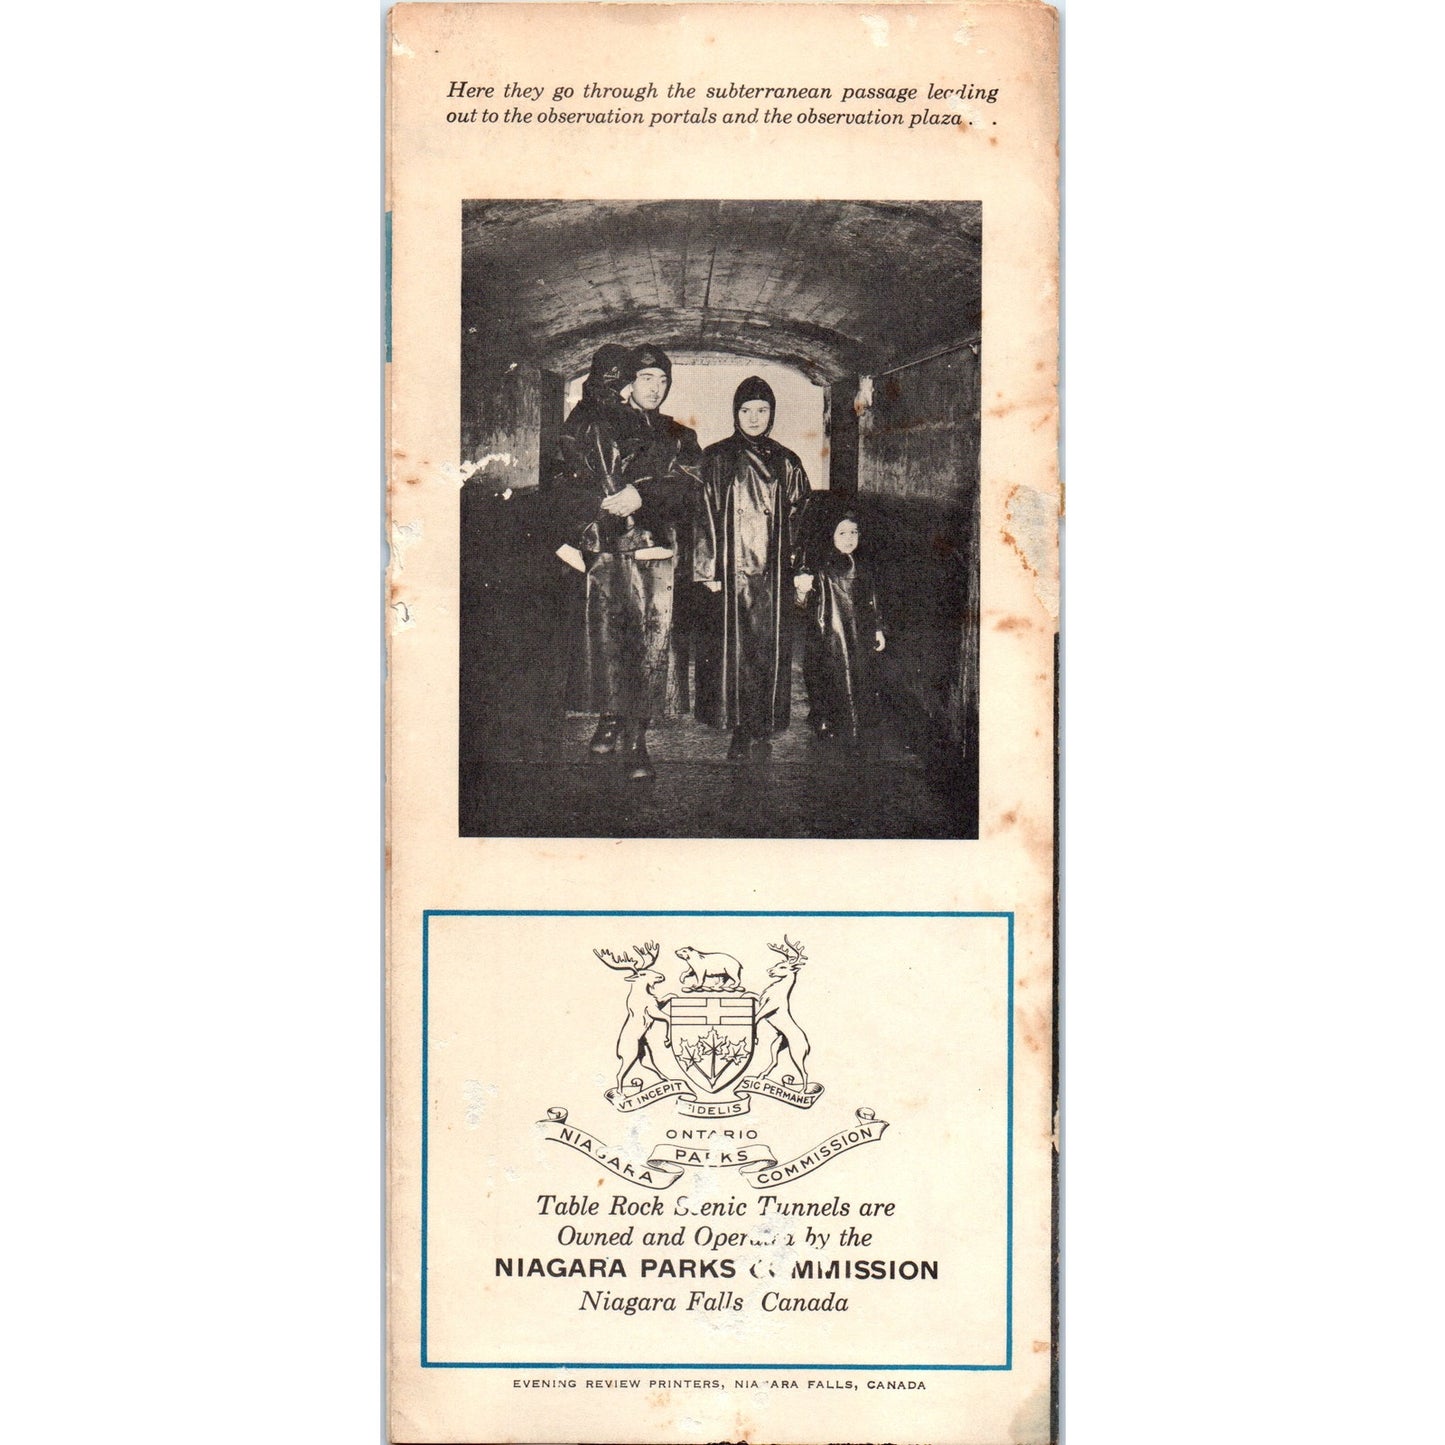 Here they go through the subterranean passage leading
out to the observation portals and the observation plaza . .
VT INCEPIT
FIDELIS
SIC PERMANET
ONTARIO
NIAGARA
PARKS
COMMISSION
Table Rock Scenic Tunnels are
Owned and Operated by the
NIAGARA PARKS COMMISSION
Niagara Falls Canada
EVENING REVIEW PRINTERS, NIAGARA FALLS, CANADA